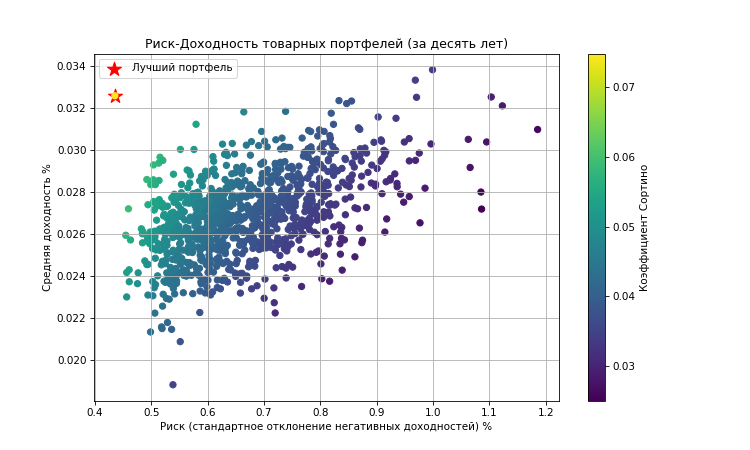 Риск-Доходность товарных портфелей (за десять лет)
Лучший портфель
Средняя доходность %
0.034
0.032
0.030
0.028
0.026
0.024
0.022
0.020
0.4 0.5 0.6 0.7 0.8 0.9 1.0 1.1 1.2
Риск (стандартное отклонение негативных доходностей) %
0.07
0.06
0.05
0.04
0.03
Коэффициент Сортино